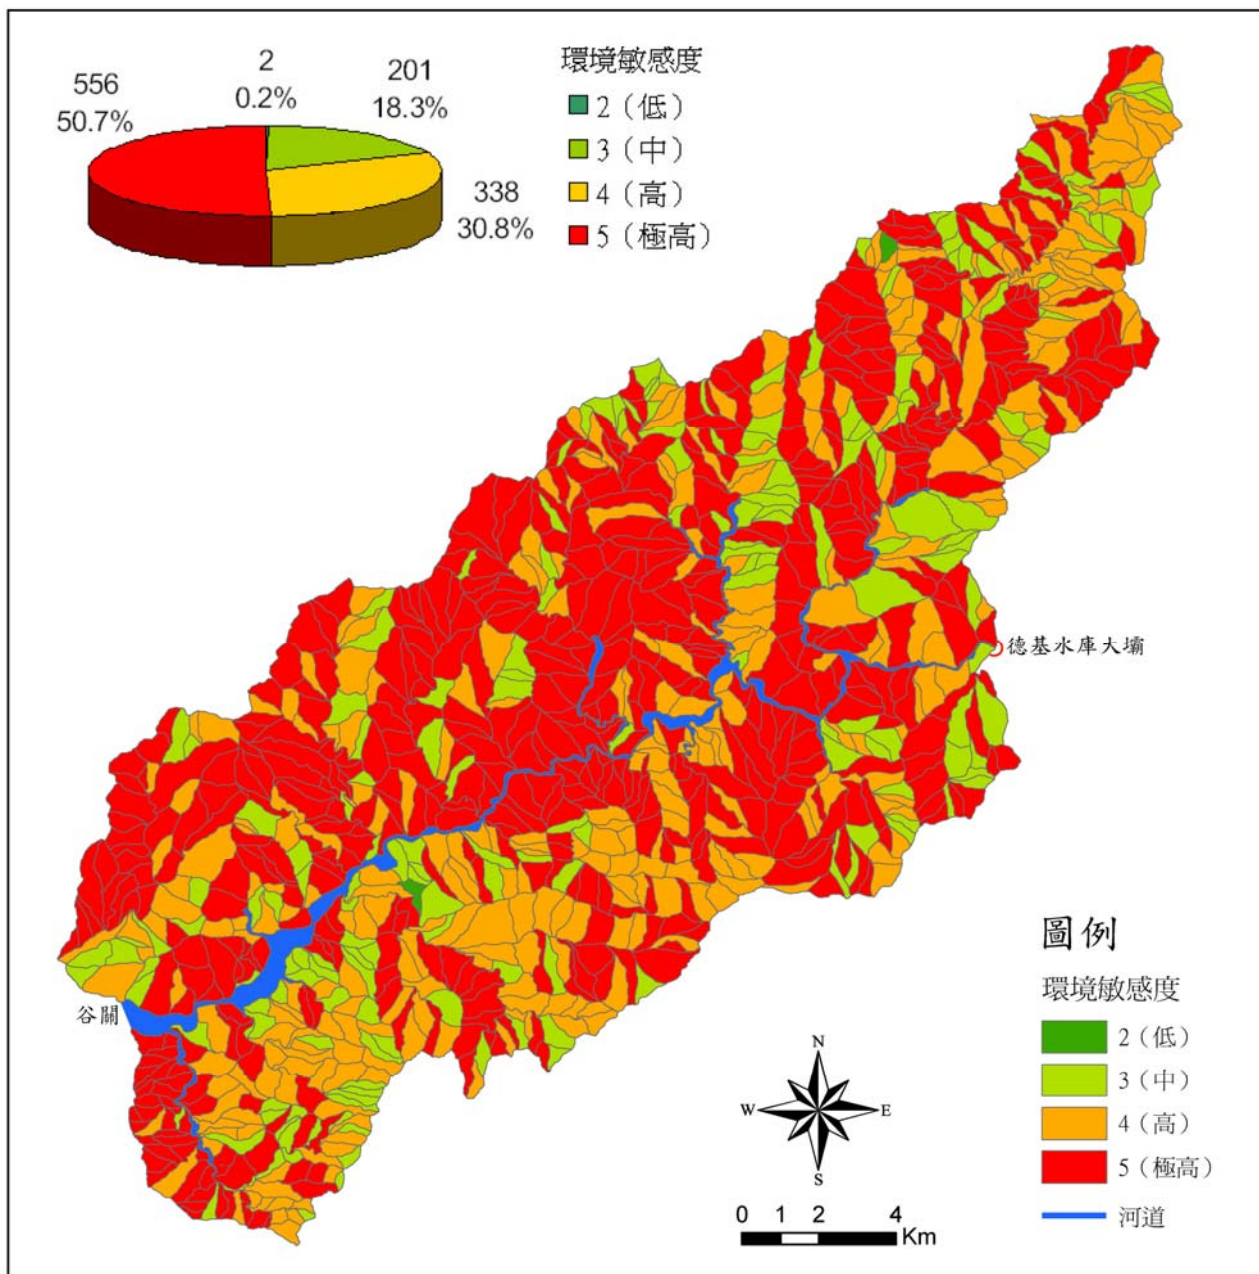 2
0.2%
201
18.3%
556
50.7%
338
30.8%
環境敏感度
2（低）
3（中）
4（高）
5（極高）
德基水庫大壩
谷關
圖例
環境敏感度
2（低）
3（中）
4（高）
5（極高）
河道
N
W
E
S
0 1 2 4
Km